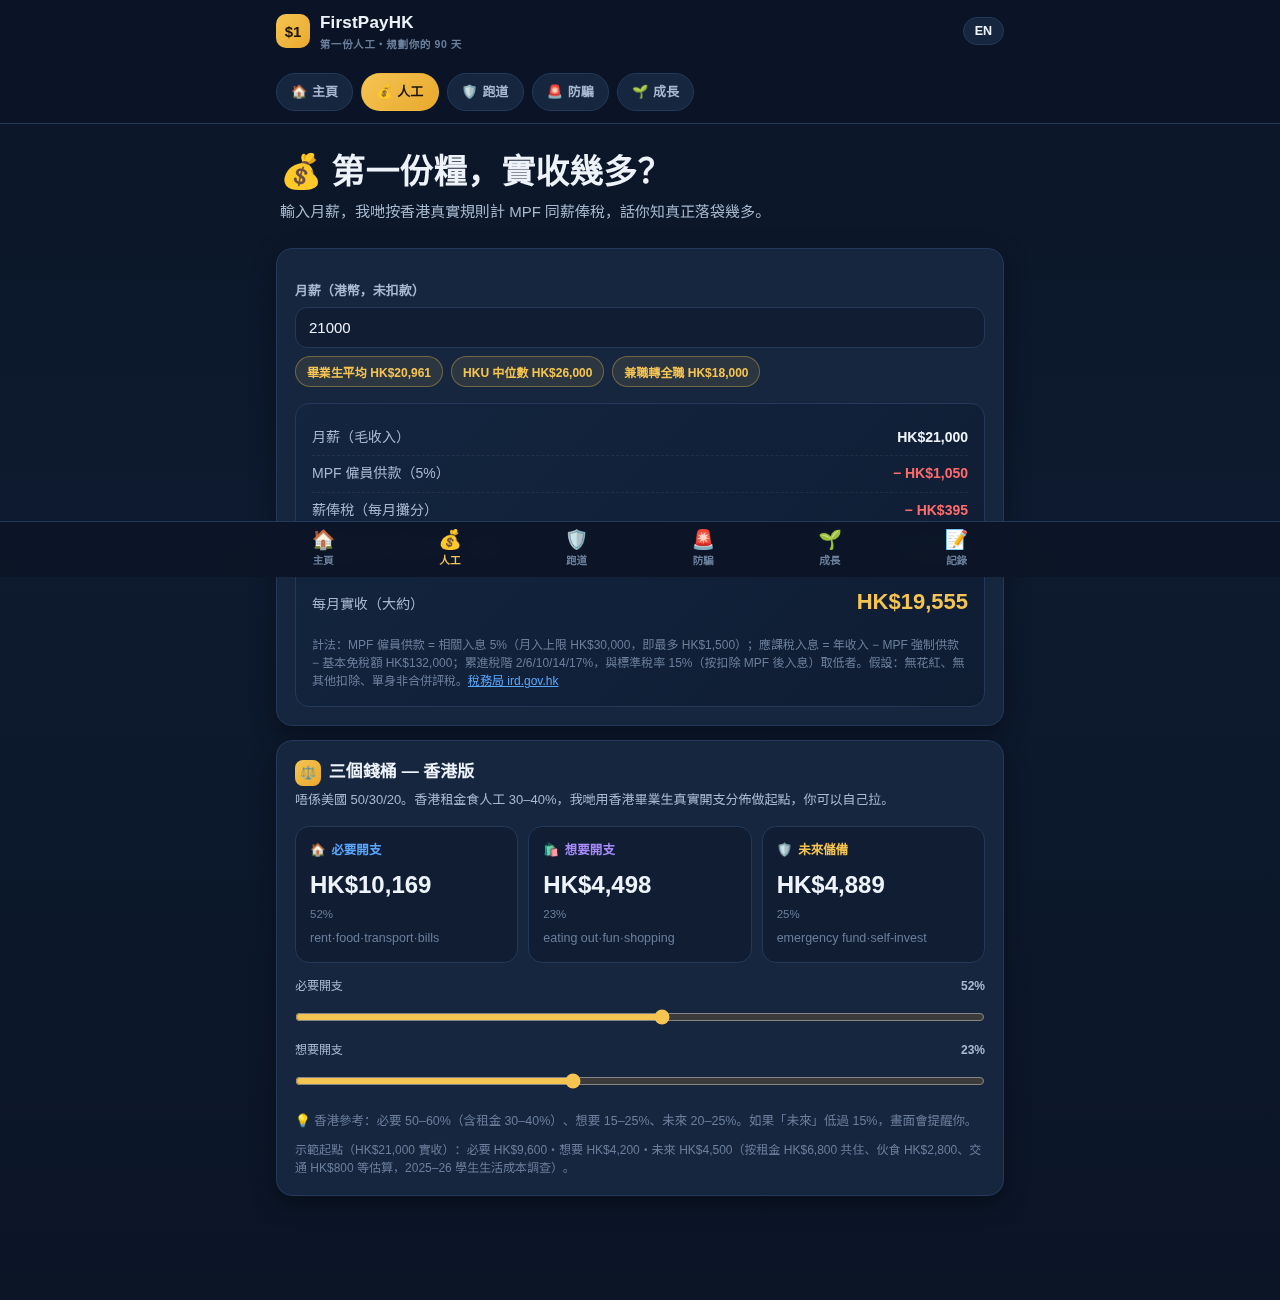 $1
FirstPayHK
第一份人工・規劃你的 90 天
EN
🏠 主頁
💰 人工
🛡️ 跑道
🚨 防騙
🌱 成長
💰 第一份糧，實收幾多？
輸入月薪，我哋按香港真實規則計 MPF 同薪俸稅，話你知真正落袋幾多。
月薪（港幣，未扣款）
21000
畢業生平均 HK$20,961
HKU 中位數 HK$26,000
兼職轉全職 HK$18,000
月薪（毛收入） HK$21,000
MPF 僱員供款（5%） − HK$1,050
薪俸稅（每月攤分） − HK$395
🏠 主頁
💰 人工
🛡️ 跑道
🚨 防騙
🌱 成長
📝 記錄
每月實收（大約） HK$19,555
計法：MPF 僱員供款 = 相關入息 5%（月入上限 HK$30,000，即最多 HK$1,500）；應課稅入息 = 年收入 − MPF 強制供款
− 基本免稅額 HK$132,000；累進稅階 2/6/10/14/17%，與標準稅率 15%（按扣除 MPF 後入息）取低者。假設：無花紅、無
其他扣除、單身非合併評稅。稅務局 ird.gov.hk
⚖️ 三個錢桶 — 香港版
唔係美國 50/30/20。香港租金食人工 30–40%，我哋用香港畢業生真實開支分佈做起點，你可以自己拉。
🏠 必要開支
HK$10,169
52%
rent·food·transport·bills
🛍️ 想要開支
HK$4,498
23%
eating out·fun·shopping
🛡️ 未來儲備
HK$4,889
25%
emergency fund·self-invest
必要開支 52%
想要開支 23%
💡 香港參考：必要 50–60%（含租金 30–40%）、想要 15–25%、未來 20–25%。如果「未來」低過 15%，畫面會提醒你。
示範起點（HK$21,000 實收）：必要 HK$9,600・想要 HK$4,200・未來 HK$4,500（按租金 HK$6,800 共住、伙食 HK$2,800、交
通 HK$800 等估算，2025–26 學生生活成本調查）。